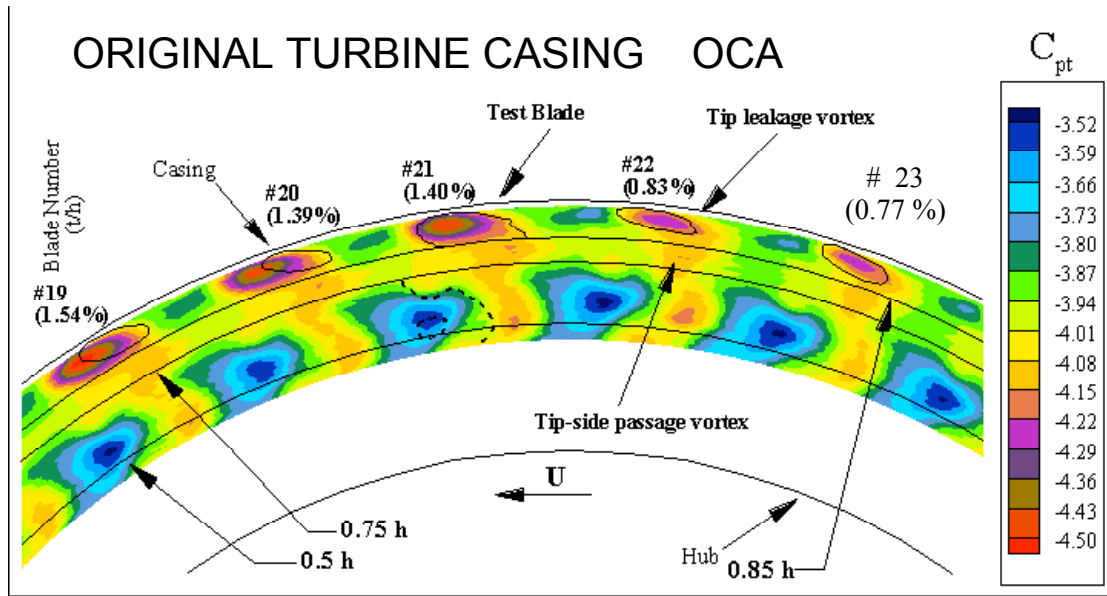 ORIGINAL TURBINE CASING OCA
C_pt
Test Blade
Tip leakage vortex
Blade Number
(t/h)
Casing
#19
(1.54%)
#20
(1.39%)
#21
(1.40%)
#22
(0.83%)
# 23
(0.77 %)
-3.52
-3.59
-3.66
-3.73
-3.80
-3.87
-3.94
-4.01
-4.08
-4.15
-4.22
-4.29
-4.36
-4.43
-4.50
Tip-side passage vortex
U
0.75 h
0.5 h
Hub
0.85 h